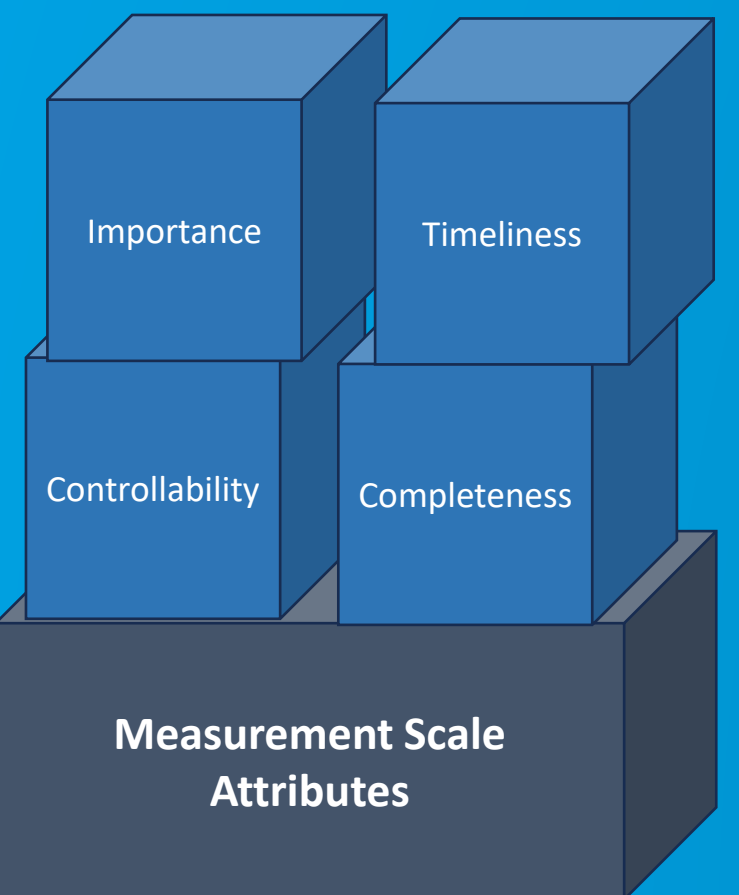 Importance
Timeliness
Controllability
Completeness
Measurement Scale
Attributes